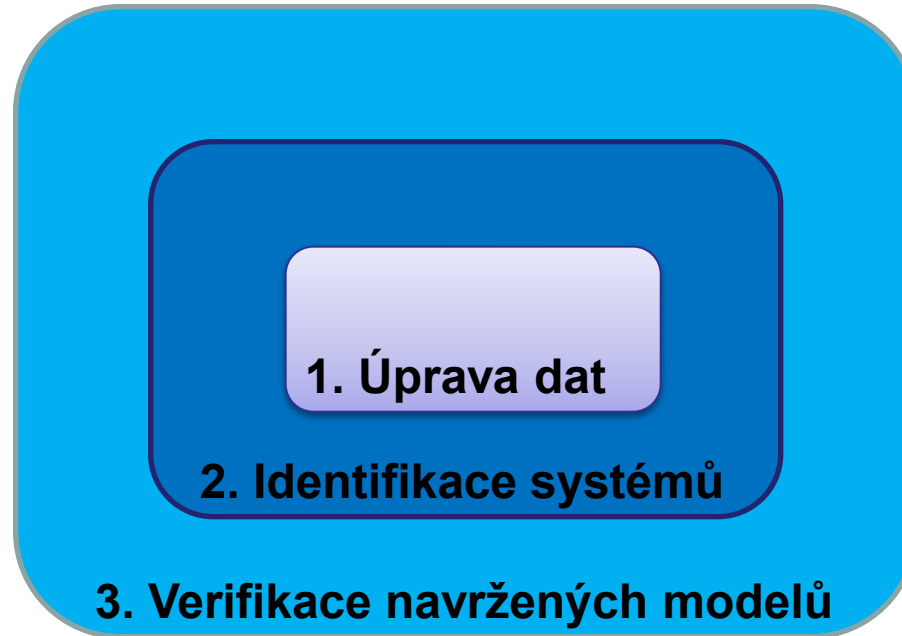 1. Úprava dat
2. Identifikace systémů
3. Verifikace navržených modelů